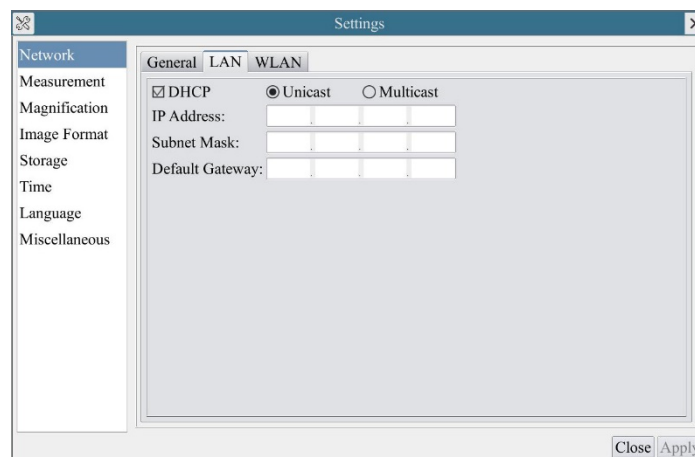 Settings
Network
Measurement
Magnification
Image Format
Storage
Time
Language
Miscellaneous
General LAN WLAN
DHCP Unicast Multicast
IP Address:
Subnet Mask:
Default Gateway:
Close Apply